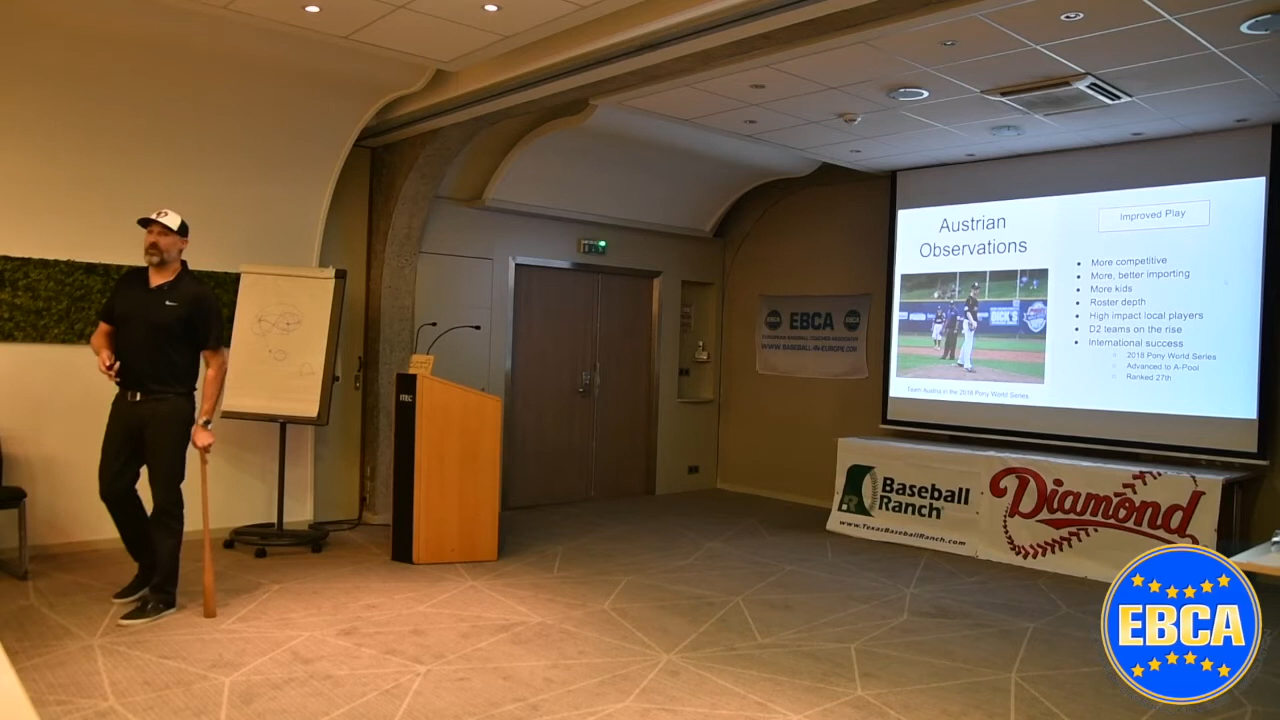 Austrian
Observations
Improved Play
More competitive
More, better importing
More kids
Roster depth
High impact local players
D2 teams on the rise
International success
2018 Pony World Series
Advanced to A-Pool
Ranked 27th
Team Austria in the 2018 Pony World Series
EBCA
EBCA
EBCA
EUROPEAN BASEBALL COACHES ASSOCIATION
WWW.BASEBALL-IN-EUROPE.COM
R
Baseball
Ranch
www.TexasBaseballRanch.com
Diamond
EBCA